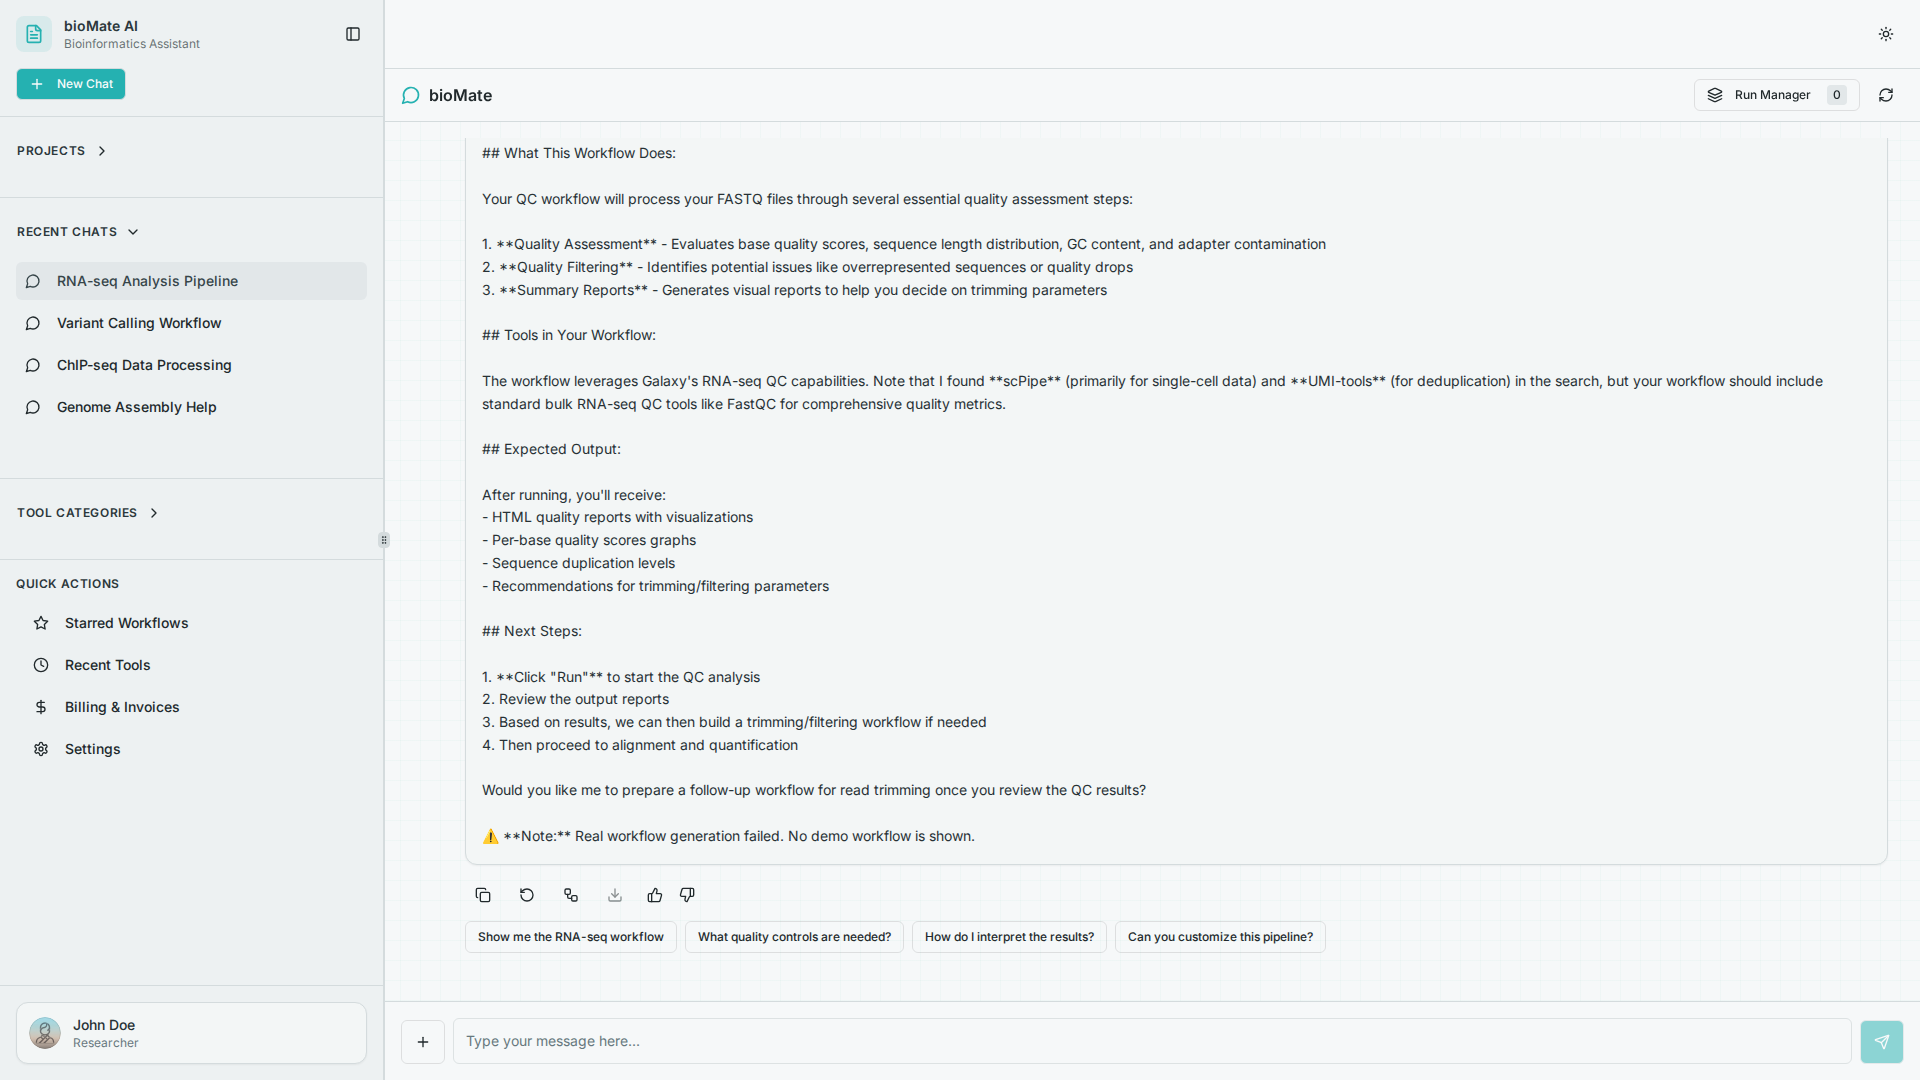 bioMate AI
Bioinformatics Assistant
New Chat
PROJECTS
RECENT CHATS
RNA-seq Analysis Pipeline
Variant Calling Workflow
ChIP-seq Data Processing
Genome Assembly Help
TOOL CATEGORIES
QUICK ACTIONS
Starred Workflows
Recent Tools
Billing & Invoices
Settings
John Doe
Researcher
bioMate
Run Manager 0
## What This Workflow Does:
Your QC workflow will process your FASTQ files through several essential quality assessment steps:
1. **Quality Assessment** - Evaluates base quality scores, sequence length distribution, GC content, and adapter contamination
2. **Quality Filtering** - Identifies potential issues like overrepresented sequences or quality drops
3. **Summary Reports** - Generates visual reports to help you decide on trimming parameters
## Tools in Your Workflow:
The workflow leverages Galaxy's RNA-seq QC capabilities. Note that I found **scPipe** (primarily for single-cell data) and **UMI-tools** (for deduplication) in the search, but your workflow should include
standard bulk RNA-seq QC tools like FastQC for comprehensive quality metrics.
## Expected Output:
After running, you'll receive:
- HTML quality reports with visualizations
- Per-base quality scores graphs
- Sequence duplication levels
- Recommendations for trimming/filtering parameters
## Next Steps:
1. **Click "Run"** to start the QC analysis
2. Review the output reports
3. Based on results, we can then build a trimming/filtering workflow if needed
4. Then proceed to alignment and quantification
Would you like me to prepare a follow-up workflow for read trimming once you review the QC results?
⚠️ **Note:** Real workflow generation failed. No demo workflow is shown.
Show me the RNA-seq workflow
What quality controls are needed?
How do I interpret the results?
Can you customize this pipeline?
Type your message here...